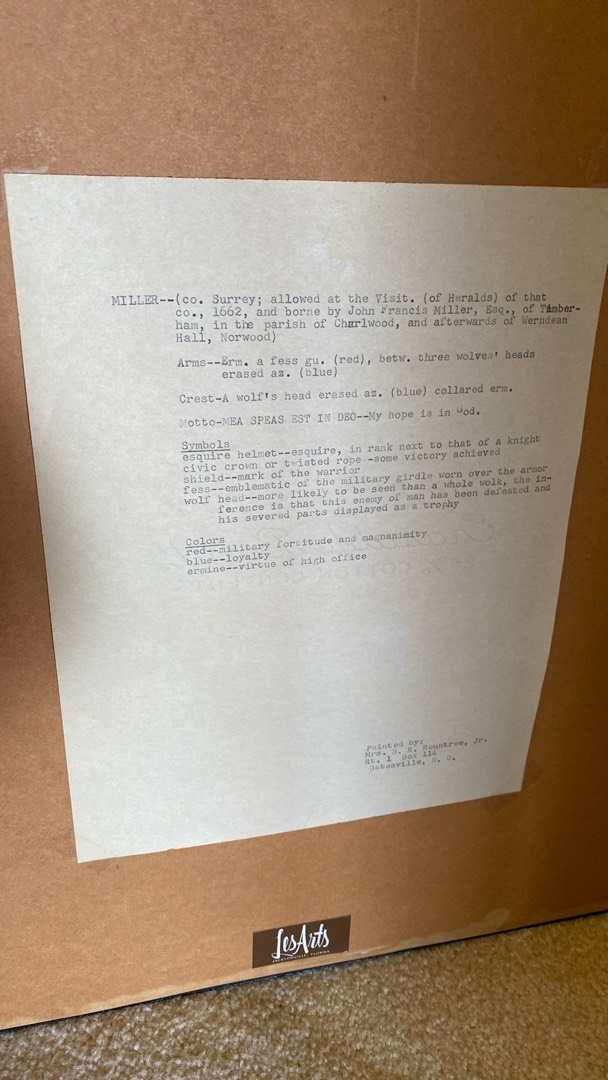 MILLER--(co. Surrey; allowed at the Visit. (of Heralds) of that
co., 1662, and borne by John Francis Miller, Esq., of Timber-
ham, in the parish of Charlwood, and afterwards of Werndean
Hall, Norwood)
Arms--Erm. a fess gu. (red), betw. three wolves' heads
erased az. (blue)
Crest-A wolf's head erased az. (blue) collared erm.
Motto-MEA SPEAS EST IN DEO--My hope is in God.
Symbols
esquire helmet--esquire, in rank next to that of a knight
civic crown or twisted rope--some victory achieved
shield--mark of the warrior
fess--emblematic of the military girdle worn over the armor
wolf head--more likely to be seen than a whole wolk, the in-
ference is that this enemy of man has been defeated and
his severed parts displayed as a trophy
Colors
red--military fortitude and magnanimity
blue--loyalty
ermine--virtue of high office
Painted by:
Mrs. S. N. Rountree, Jr.
Rt. 1 Box 114
Gatesville, N. C.
LesArts
JACKSONVILLE, FLORIDA